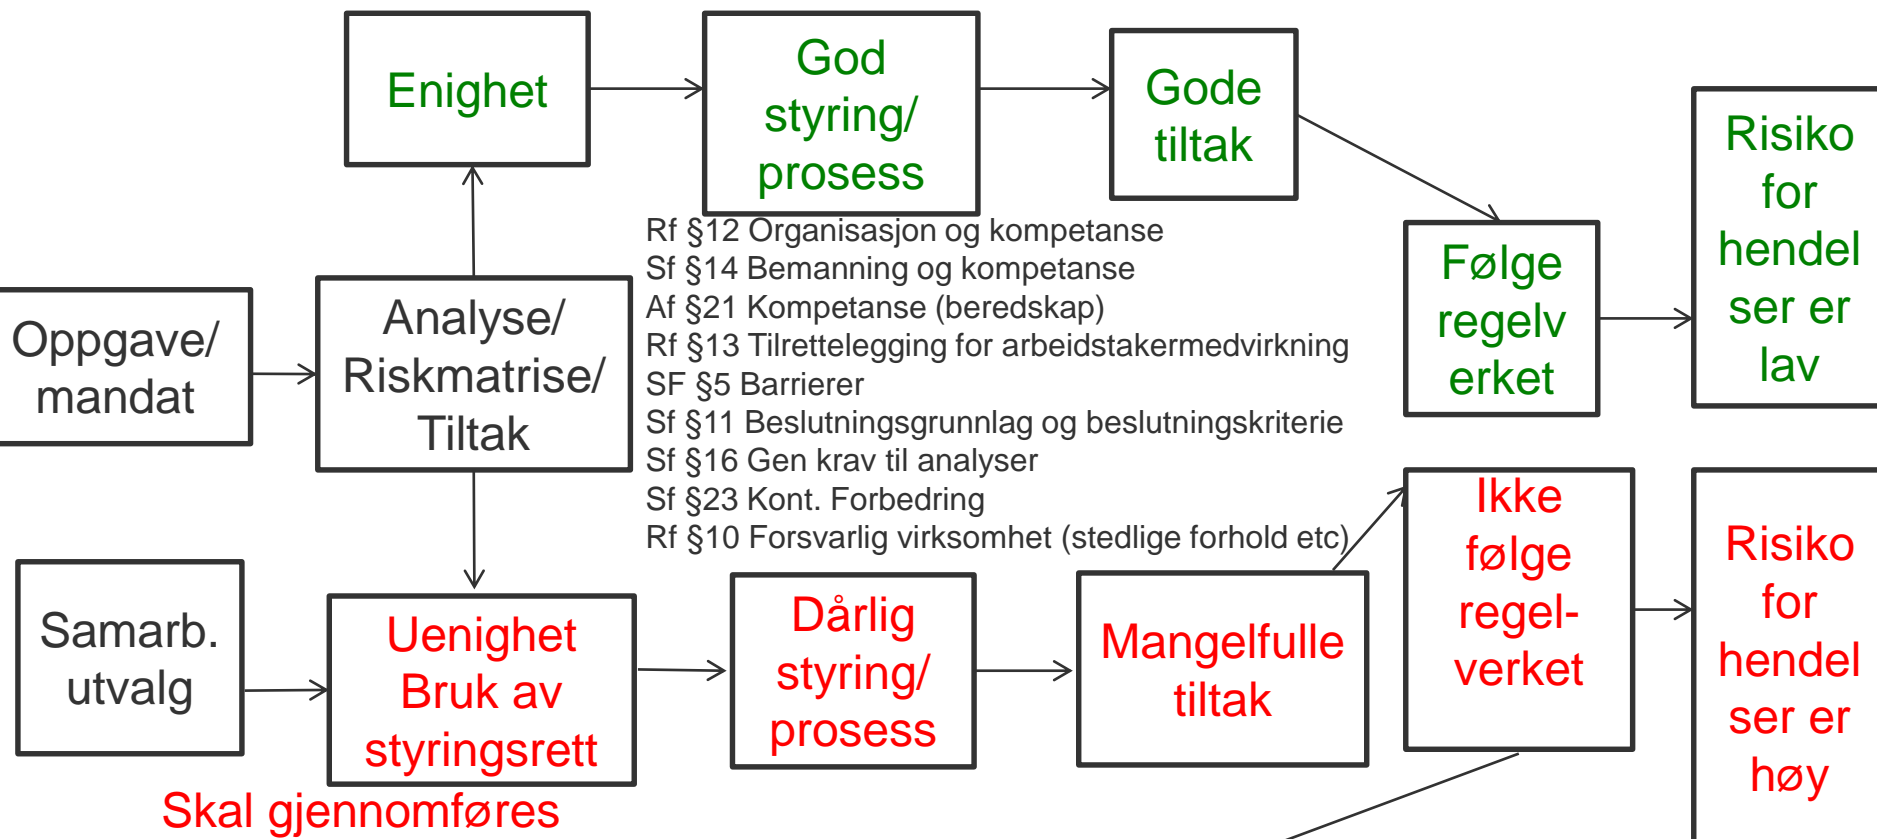 Enighet
God
styring/
prosess
Gode
tiltak
Risiko
for
hendel
ser er
lav
Følge
regelv
erket
Rf §12 Organisasjon og kompetanse
Sf §14 Bemanning og kompetanse
Af §21 Kompetanse (beredskap)
Rf §13 Tilrettelegging for arbeidstakermedvirkning
SF §5 Barrierer
Sf §11 Beslutningsgrunnlag og beslutningskriterie
Sf §16 Gen krav til analyser
Sf §23 Kont. Forbedring
Rf §10 Forsvarlig virksomhet (stedlige forhold etc)
Oppgave/
mandat
Analyse/
Riskmatrise/
Tiltak
Samarb.
utvalg
Uenighet
Bruk av
styringsrett
Dårlig
styring/
prosess
Mangelfulle
tiltak
Ikke
følge
regel-
verket
Risiko
for
hendel
ser er
høy
Skal gjennomføres